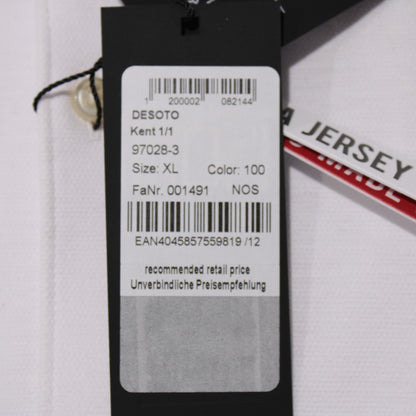 1 200002 082144
DESOTO
Kent 1/1
97028-3
Size: XL Color: 100
FaNr. 001491 NOS
EAN4045857559819 /12
recommended retail price
Unverbindliche Preisempfehlung
A JERSEY
MADE